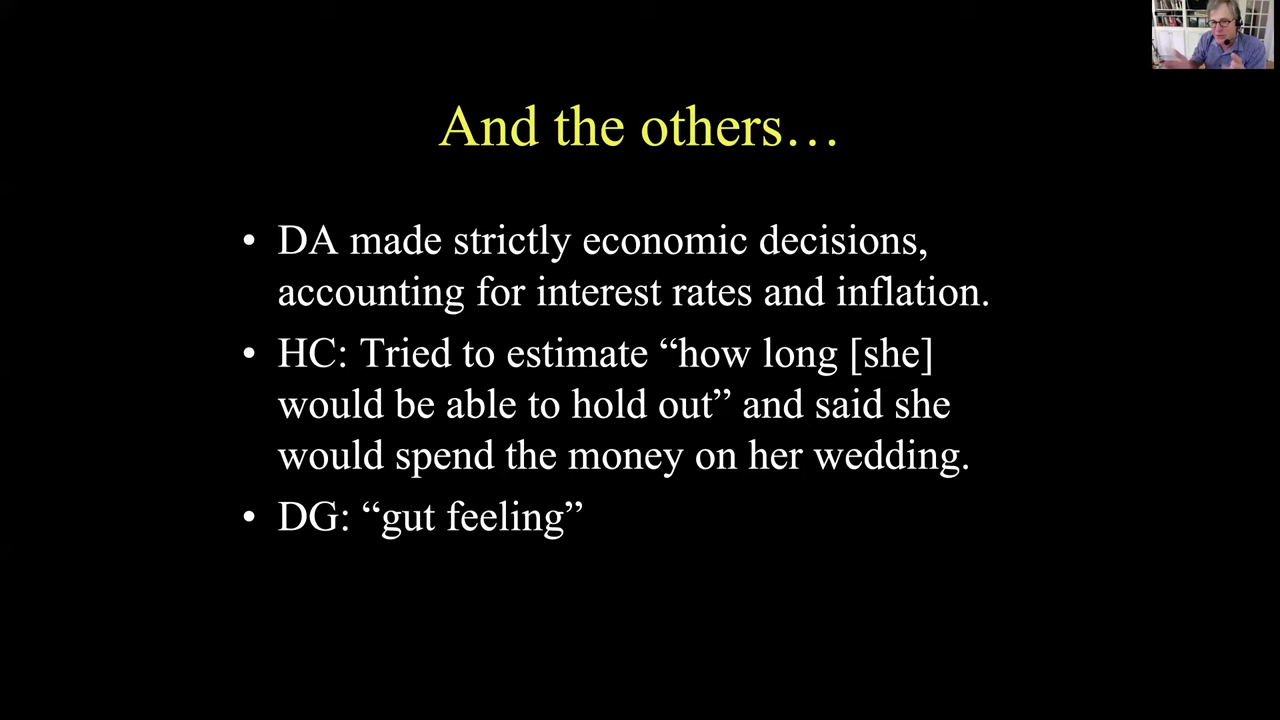 And the others…
• DA made strictly economic decisions,
accounting for interest rates and inflation.
• HC: Tried to estimate “how long [she]
would be able to hold out” and said she
would spend the money on her wedding.
• DG: “gut feeling”